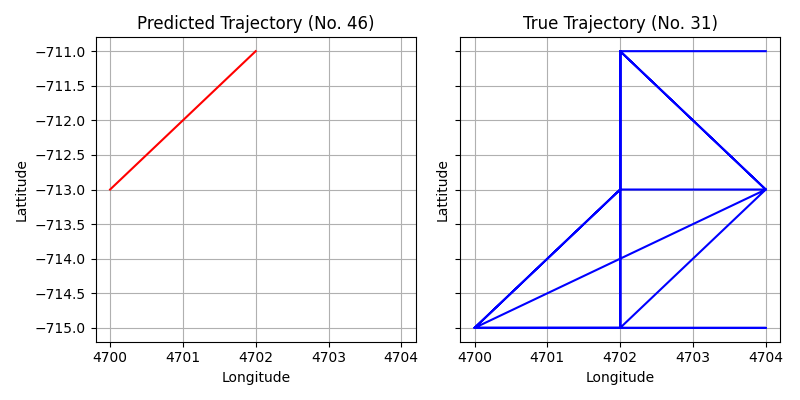 Predicted Trajectory (No. 46)
True Trajectory (No. 31)
Lattitude
−711.0
−711.5
−712.0
−712.5
−713.0
−713.5
−714.0
−714.5
−715.0
4700 4701 4702 4703 4704
Longitude
Lattitude
4700 4701 4702 4703 4704
Longitude